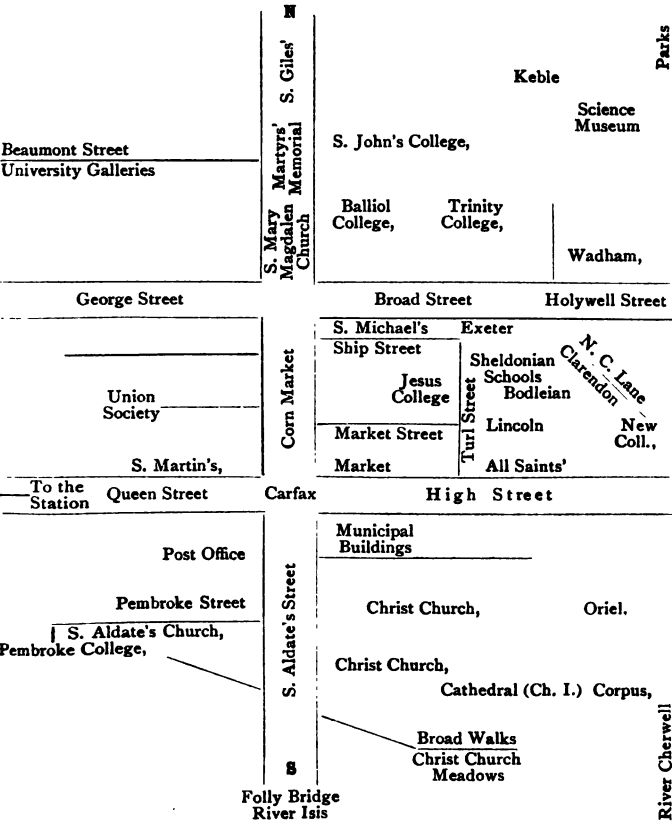 N
S. Giles'
Parks
Keble
Science
Museum
Martyrs'
Memorial
S. John's College,
Beaumont Street
University Galleries
S. Mary
Magdalen
Church
Balliol
College,
Trinity
College,
Wadham,
George Street
Broad Street
Holywell Street
S. Michael's
Exeter
Ship Street
Corn Market
Jesus
College
Turl Street
Sheldonian
Schools
Bodleian
N. C. Lane
Clarendon
Union
Society
Market Street
Lincoln
New
Coll.,
S. Martin's,
Market
All Saints'
To the
Station
Queen Street
Carfax
High Street
Municipal
Buildings
Post Office
S. Aldate's Street
Pembroke Street
Christ Church,
Oriel.
S. Aldate's Church,
Pembroke College,
Christ Church,
Cathedral (Ch. I.) Corpus,
Broad Walks
Christ Church
Meadows
River Cherwell
S
Folly Bridge
River Isis